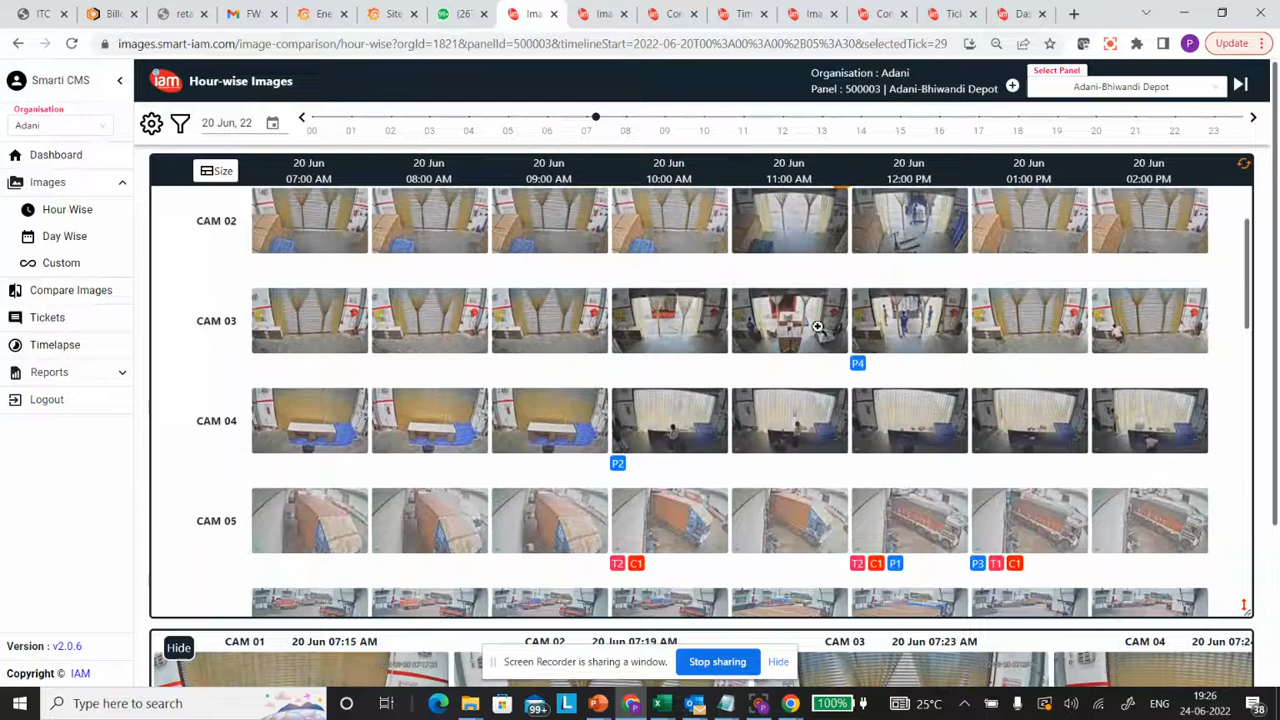 ITC
Billd
reta
FW:
Ene
Site
(26
Ima
Ima
Con
Tim
Ima
Con
Tick
Das
images.smart-iam.com/image-comparison/hour-wise?orgId=1821&panelId=500003&timelineStart=2022-06-20T00%3A00%3A00%2B05%3A30&selectedTick=29
P
Update
Smarti CMS
iam
Hour-wise Images
Organisation : Adani
Panel : 500003 | Adani-Bhiwandi Depot
Select Panel
Adani-Bhiwandi Depot
Organisation
Adani
20 Jun, 22
00 01 02 03 04 05 06 07 08 09 10 11 12 13 14 15 16 17 18 19 20 21 22 23
Dashboard
Images
Hour Wise
Day Wise
Custom
Compare Images
Tickets
Timelapse
Reports
Logout
Size
20 Jun 20 Jun 20 Jun 20 Jun 20 Jun 20 Jun 20 Jun 20 Jun
07:00 AM 08:00 AM 09:00 AM 10:00 AM 11:00 AM 12:00 PM 01:00 PM 02:00 PM
CAM 02
CAM 03
P4
CAM 04
P2
CAM 05
T2 C1 T2 C1 P1 P3 T1 C1
Version : v2.0.6
Copyright © IAM
Hide
CAM 01 20 Jun 07:15 AM CAM 02 20 Jun 07:19 AM CAM 03 20 Jun 07:23 AM CAM 04 20 Jun 07:24
Screen Recorder is sharing a window.
Stop sharing
Hide
Type here to search
99+
100%
25°C
ENG
19:26
24-06-2022
38